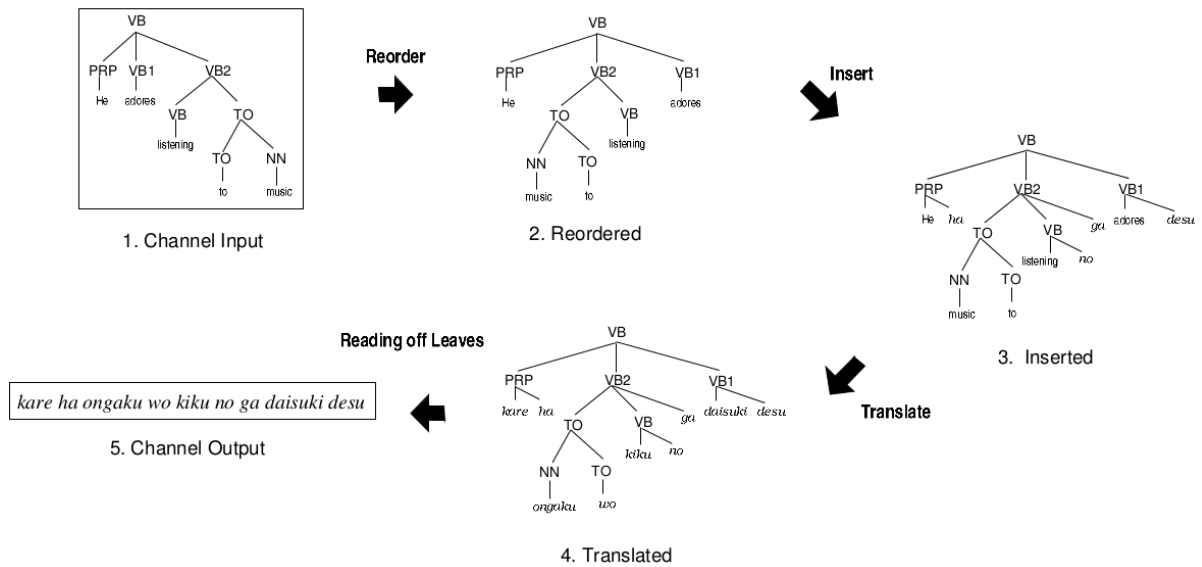 VB
PRP VB1 VB2
He adores VB TO
listening TO NN
to music
1. Channel Input
Reorder
VB
PRP VB2 VB1
He TO VB adores
NN TO listening
music to
2. Reordered
Insert
VB
PRP VB2 VB1
He ha TO VB ga adores desu
NN TO listening no
music to
3. Inserted
Translate
VB
PRP VB2 VB1
kare ha TO VB ga daisuki desu
NN TO kiku no
ongaku wo
4. Translated
Reading off Leaves
kare ha ongaku wo kiku no ga daisuki desu
5. Channel Output